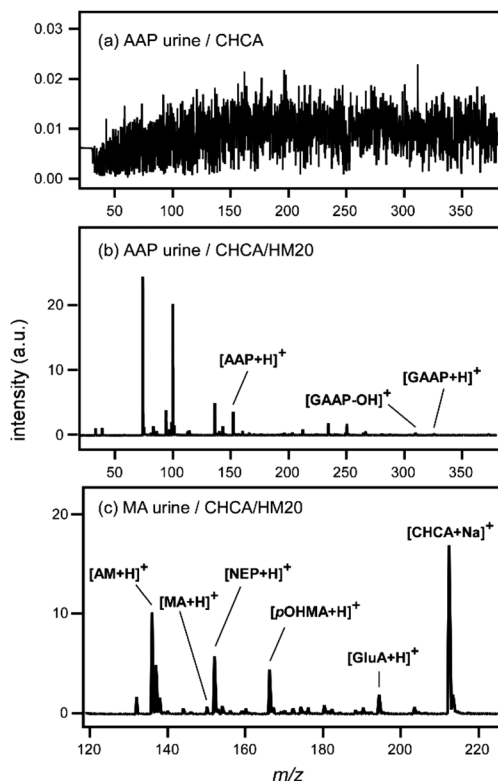 (a) AAP urine / CHCA
0.03
0.02
0.01
0.00
50 100 150 200 250 300 350
(b) AAP urine / CHCA/HM20
20
10
0
[AAP+H]+
[GAAP-OH]+
[GAAP+H]+
50 100 150 200 250 300 350
intensity (a.u.)
(c) MA urine / CHCA/HM20
20
10
0
[AM+H]+
[MA+H]+
[NEP+H]+
[pOHMA+H]+
[GluA+H]+
[CHCA+Na]+
120 140 160 180 200 220
m/z